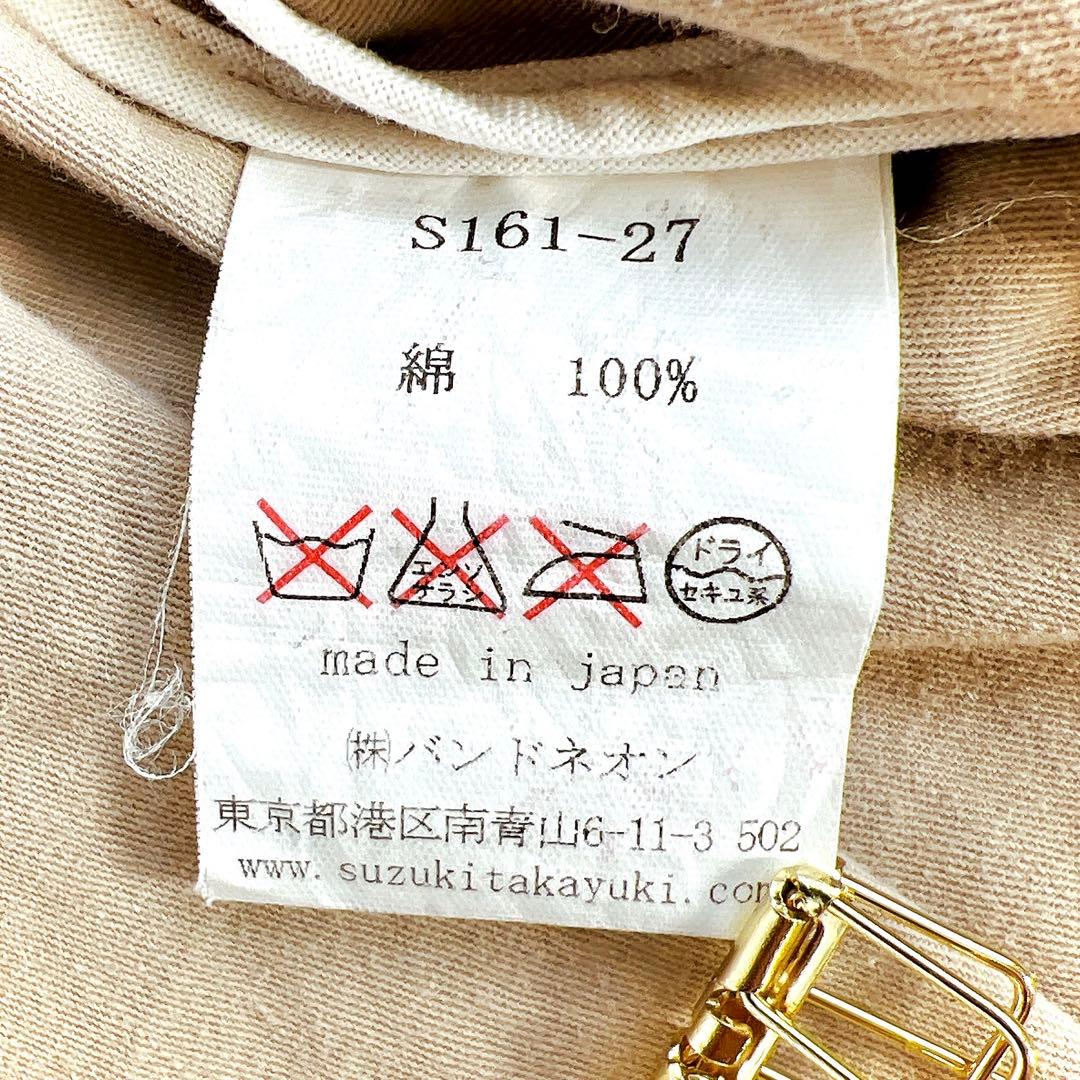 S161-27
綿 100%
エンソ
サラシ
ドライ
セキユ系
made in japan
㈱バンドネオン
東京都港区南青山6-11-3 502
www.suzukitakayuki.com